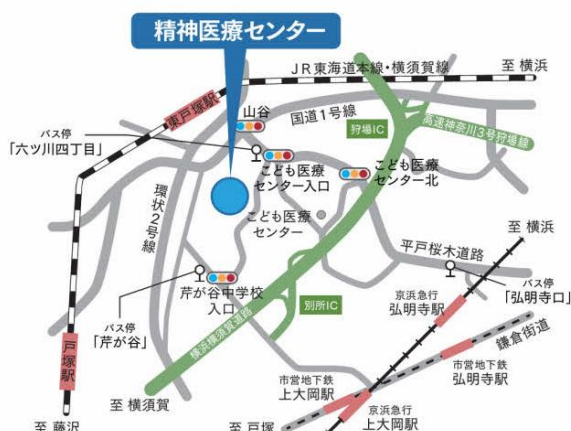 精神医療センター
JR東海道本線・横須賀線
至 横浜
東戸塚駅
山谷
国道1号線
狩場IC
高速神奈川3号狩場線
バス停
「六ツ川四丁目」
こども医療
センター入口
こども医療
センター北
環状2号線
こども医療
センター
至 横浜
平戸桜木道路
バス停
「弘明寺口」
芹が谷中学校
入口
バス停
「芹が谷」
別所IC
京浜急行
弘明寺駅
横浜横須賀道路
鎌倉街道
戸塚駅
市営地下鉄
弘明寺駅
市営地下鉄
上大岡駅
至 横須賀
京浜急行
上大岡駅
至 藤沢
至 戸塚